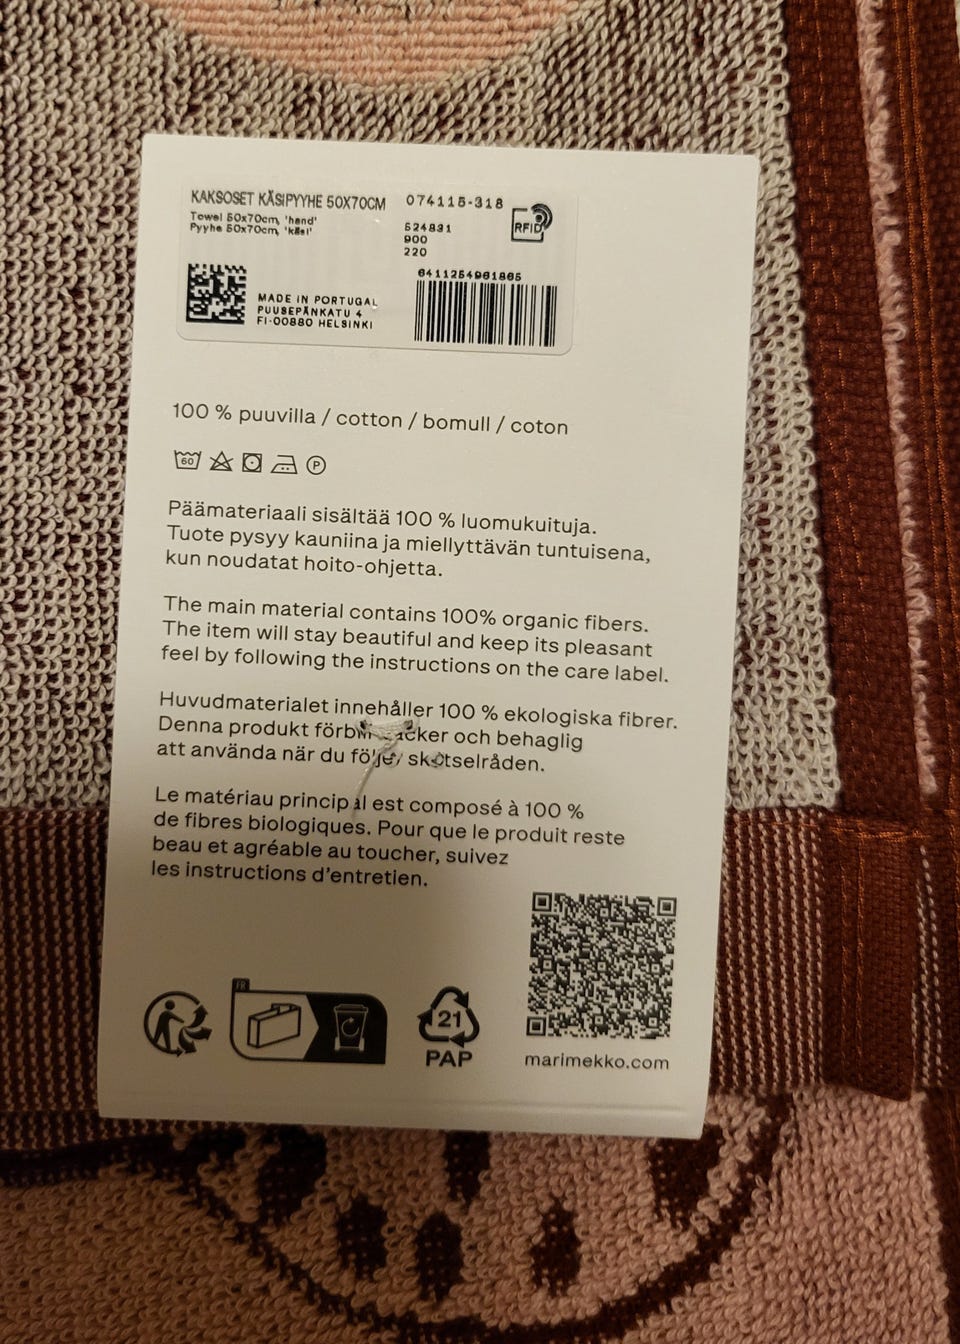 KAKSOSET KÄSIPYYHE 50X70CM
Towel 50x70cm, 'hand'
Pyyhe 50x70cm, 'käsi'
074115-318
RFID
524831
900
220
6411254961865
MADE IN PORTUGAL
PUUSEPÄNKATU 4
FI-00880 HELSINKI
100 % puuvilla / cotton / bomull / coton
60
P
Päämateriaali sisältää 100 % luomukuituja.
Tuote pysyy kauniina ja miellyttävän tuntuisena,
kun noudatat hoito-ohjetta.
The main material contains 100% organic fibers.
The item will stay beautiful and keep its pleasant
feel by following the instructions on the care label.
Huvudmaterialet innehåller 100 % ekologiska fibrer.
Denna produkt och behaglig
att använda när du skötselråden.
Le matériau principal est composé à 100 %
de fibres biologiques. Pour que le produit reste
beau et agréable au toucher, suivez
les instructions d'entretien.
FR
21
PAP
marimekko.com